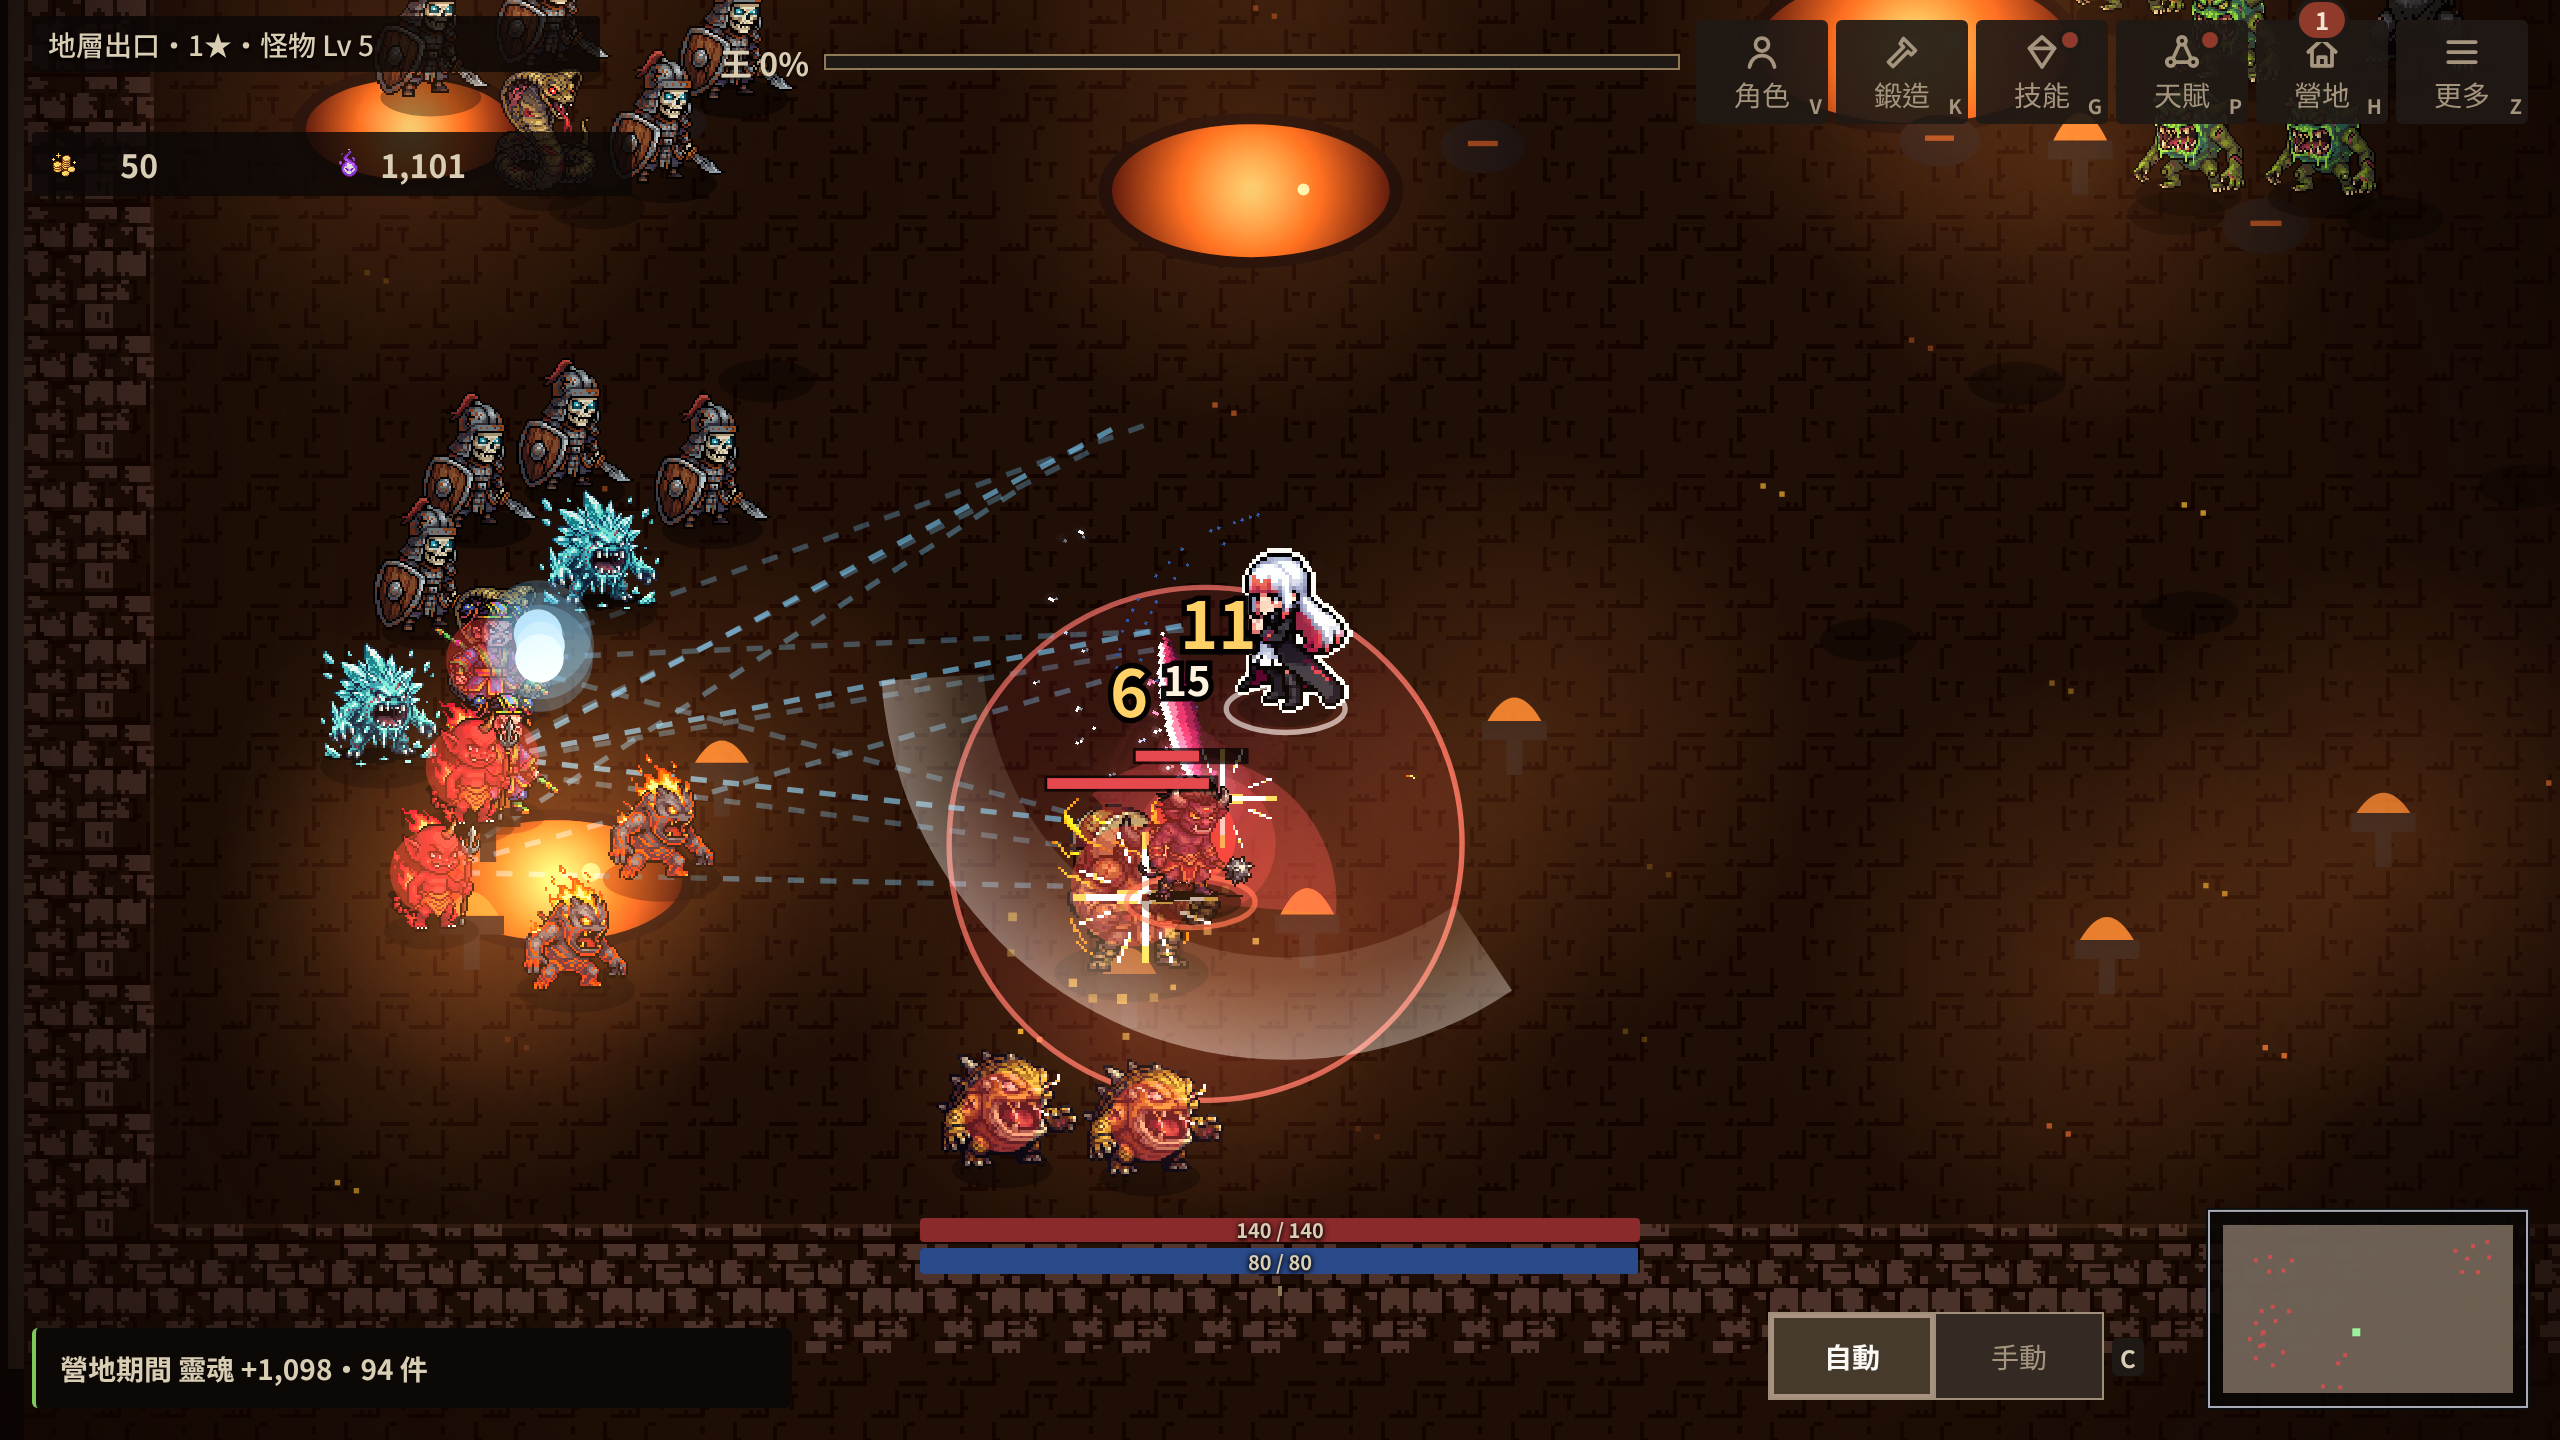 地層出口・1★・怪物 Lv 5
王 0%
角色 V
鍛造 K
技能 G
天賦 P
1
營地 H
更多 Z
50
1,101
11
6
15
140 / 140
80 / 80
自動
手動
C
營地期間 靈魂 +1,098・94 件